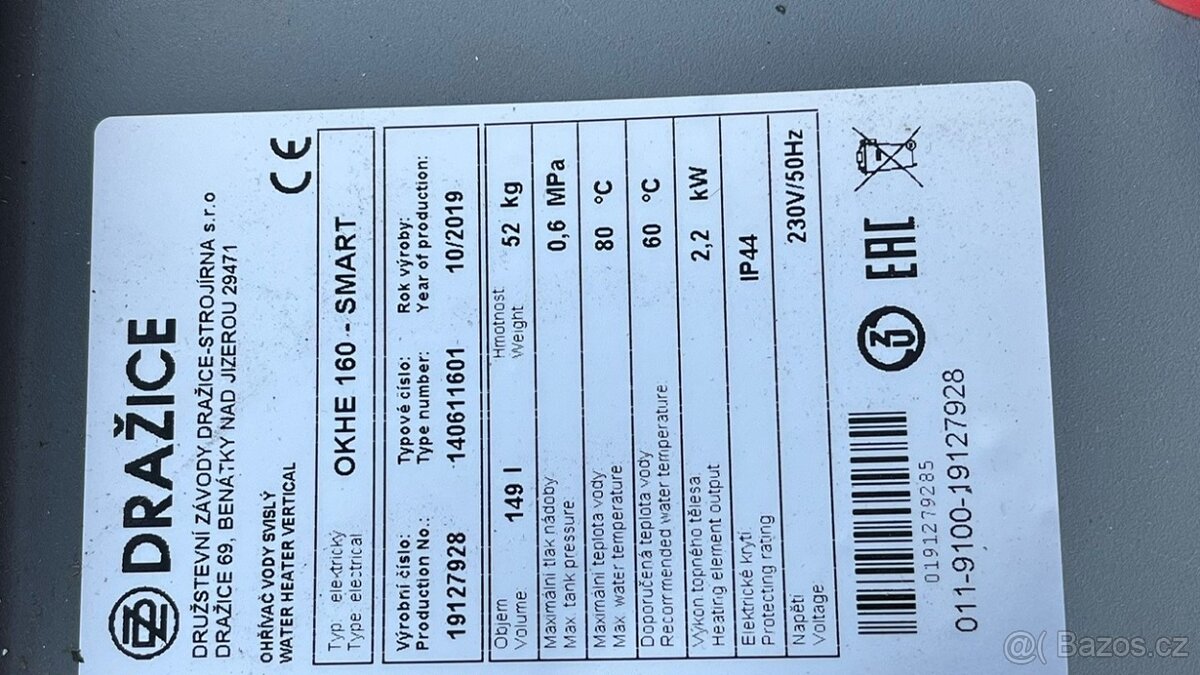 DRAŽICE
DRUŽSTEVNÍ ZÁVODY DRAŽICE-STROJÍRNA s.r.o
DRAŽICE 69, BENÁTKY NAD JIZEROU 29471
OHŘÍVAČ VODY SVISLÝ
WATER HEATER VERTICAL
CE
Typ elektrický
Type electrical
OKHE 160 - SMART
Výrobní číslo: Typové číslo: Rok výroby:
Production No.: Type number: Year of production:
19127928 140611601 10/2019
Objem Hmotnost
Volume 149 l Weight 52 kg
Maximální tlak nádoby
Max. tank pressure 0,6 MPa
Maximální teplota vody
Max. water temperature 80 °C
Doporučená teplota vody
Recommended water temperature 60 °C
Výkon topného tělesa
Heating element output 2,2 kW
Elektrické krytí
Protecting rating IP44
Napětí
Voltage 230V/50Hz
EAC
0191279285
011-9100-19127928
@( Bazos.cz